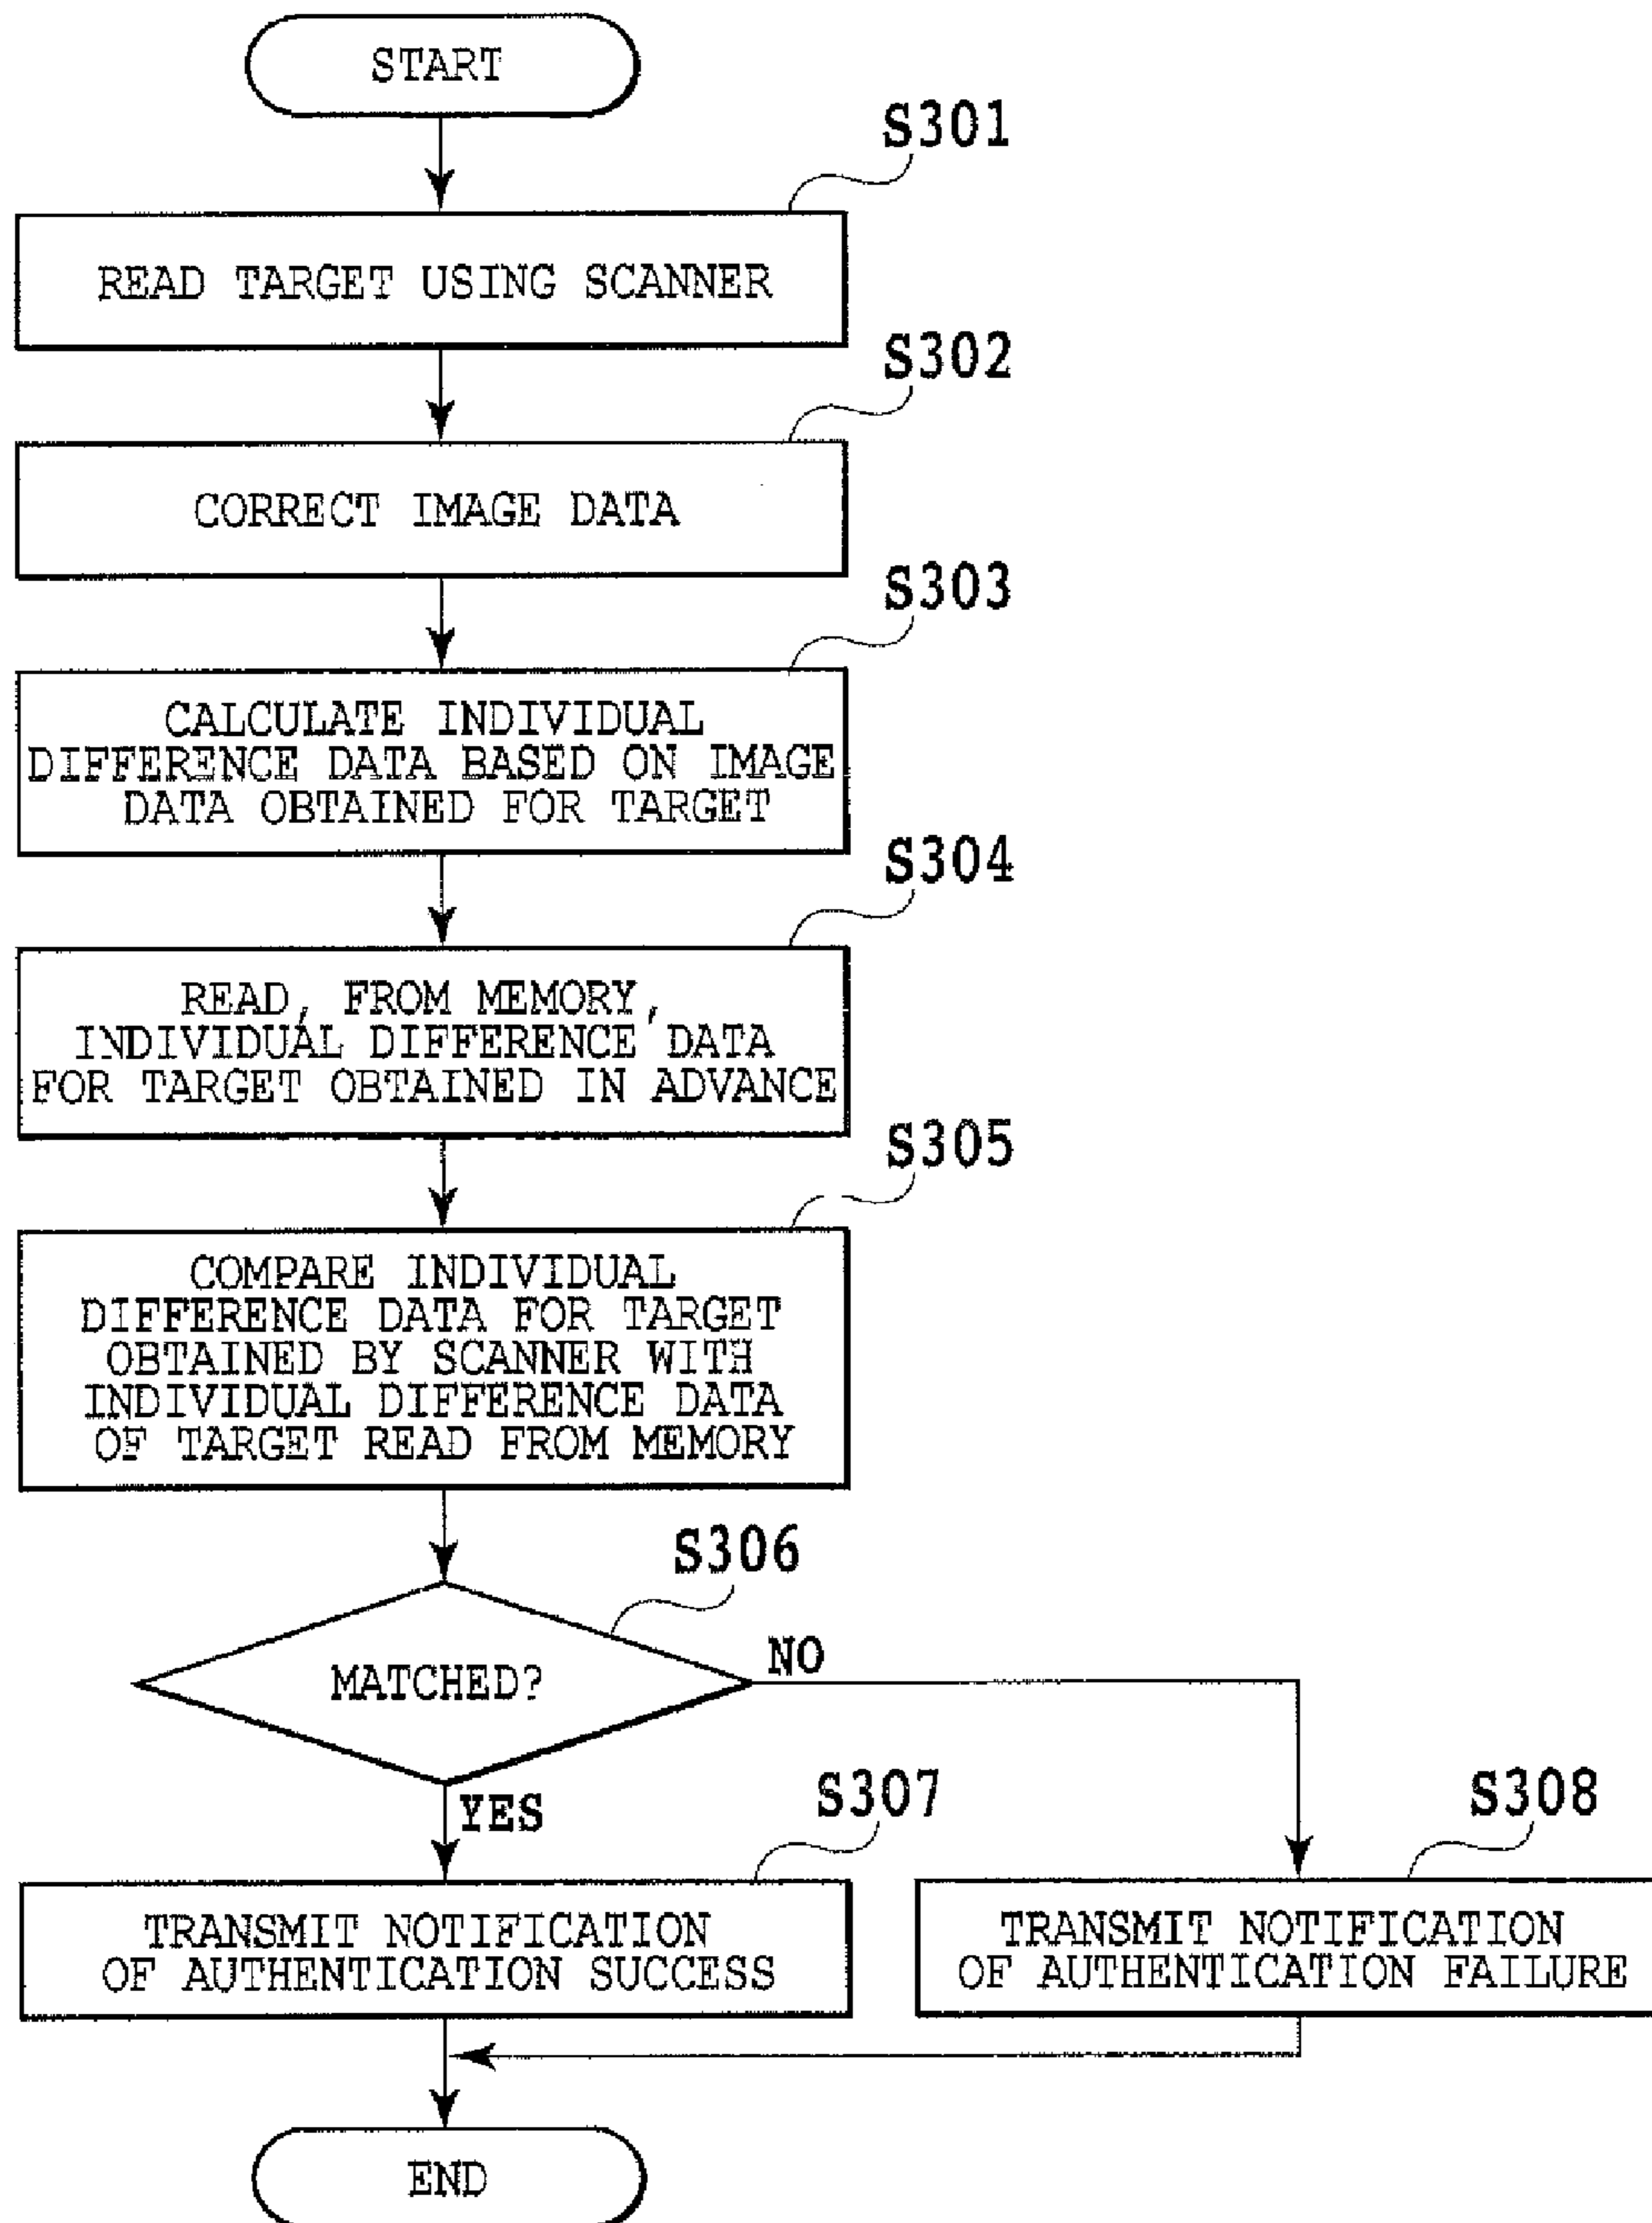 START
S301
READ TARGET USING SCANNER
S302
CORRECT IMAGE DATA
S303
CALCULATE INDIVIDUAL
DIFFERENCE DATA BASED ON IMAGE
DATA OBTAINED FOR TARGET
S304
READ, FROM MEMORY,
INDIVIDUAL DIFFERENCE DATA
FOR TARGET OBTAINED IN ADVANCE
S305
COMPARE INDIVIDUAL
DIFFERENCE DATA FOR TARGET
OBTAINED BY SCANNER WITH
INDIVIDUAL DIFFERENCE DATA
OF TARGET READ FROM MEMORY
S306
MATCHED?
NO
YES
S307
TRANSMIT NOTIFICATION
OF AUTHENTICATION SUCCESS
S308
TRANSMIT NOTIFICATION
OF AUTHENTICATION FAILURE
END